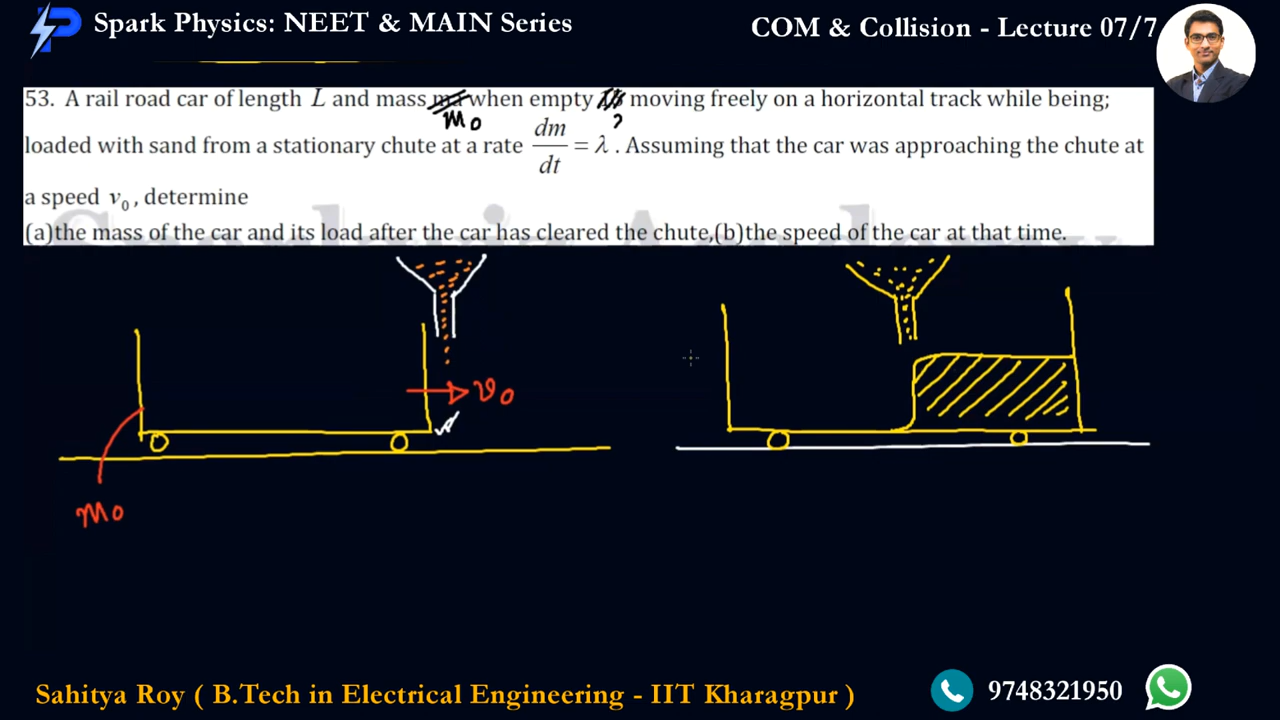 Spark Physics: NEET & MAIN Series
COM & Collision - Lecture 07/7
53. A rail road car of length L and mass when empty moving freely on a horizontal track while being;
m0 ?
loaded with sand from a stationary chute at a rate dm/dt = λ. Assuming that the car was approaching the chute at
a speed v₀, determine
(a)the mass of the car and its load after the car has cleared the chute,(b)the speed of the car at that time.
v0
m0
Sahitya Roy ( B.Tech in Electrical Engineering - IIT Kharagpur )
9748321950